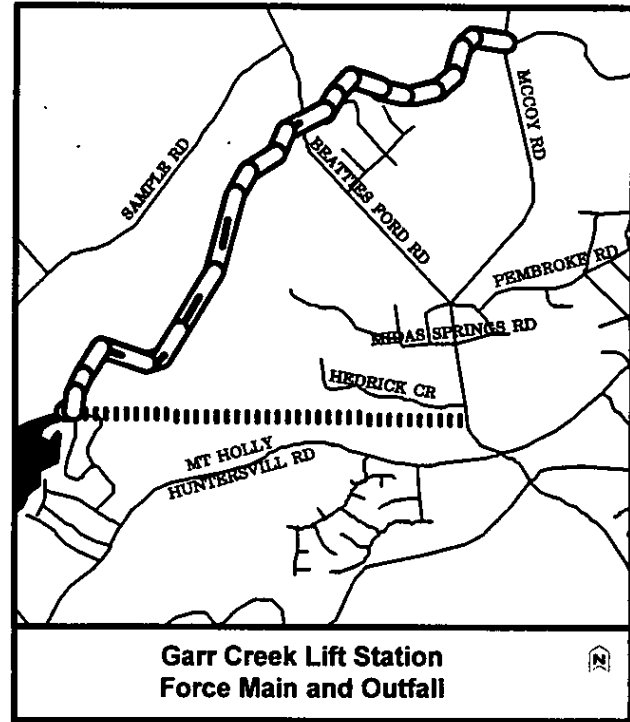 SAMPLE RD
BEATTIES FORD RD
MCCOY RD
PEMBROKE RD
MIDAS SPRINGS RD
HEDRICK CR
MT HOLLY
HUNTERSVILL RD
Garr Creek Lift Station
Force Main and Outfall
N